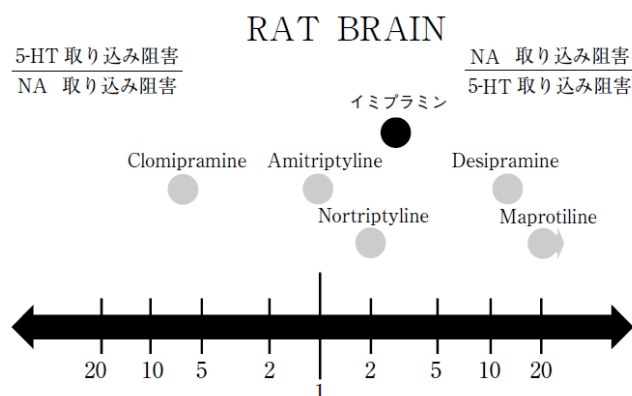 RAT BRAIN
5-HT 取り込み阻害
NA 取り込み阻害
NA 取り込み阻害
5-HT 取り込み阻害
イミプラミン
Clomipramine
Amitriptyline
Desipramine
Nortriptyline
Maprotiline
20 10 5 2 1 2 5 10 20